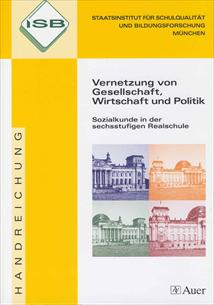 ISB
STAATSINSTITUT FÜR SCHULQUALITÄT
UND BILDUNGSFORSCHUNG
MÜNCHEN
Vernetzung von
Gesellschaft,
Wirtschaft und Politik
Sozialkunde in der
sechsstufigen Realschule
HANDREICHUNG
Auer